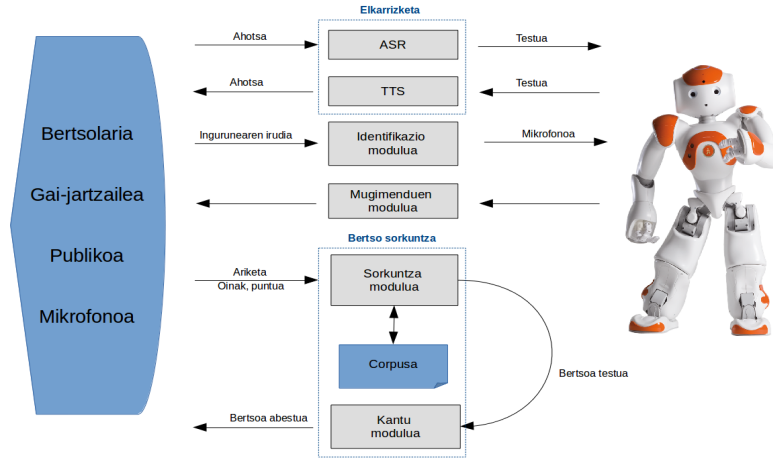 Elkarrizketa
Ahotsa
ASR
Testua
Ahotsa
TTS
Testua
Bertsolaria
Gai-jartzailea
Publikoa
Mikrofonoa
Ingurunearen irudia
Identifikazio
modulua
Mikrofonoa
Mugimenduen
modulua
Bertso sorkuntza
Ariketa
Oinak, puntua
Sorkuntza
modulua
Corpusa
Bertsoa testua
Bertsoa abestua
Kantu
modulua